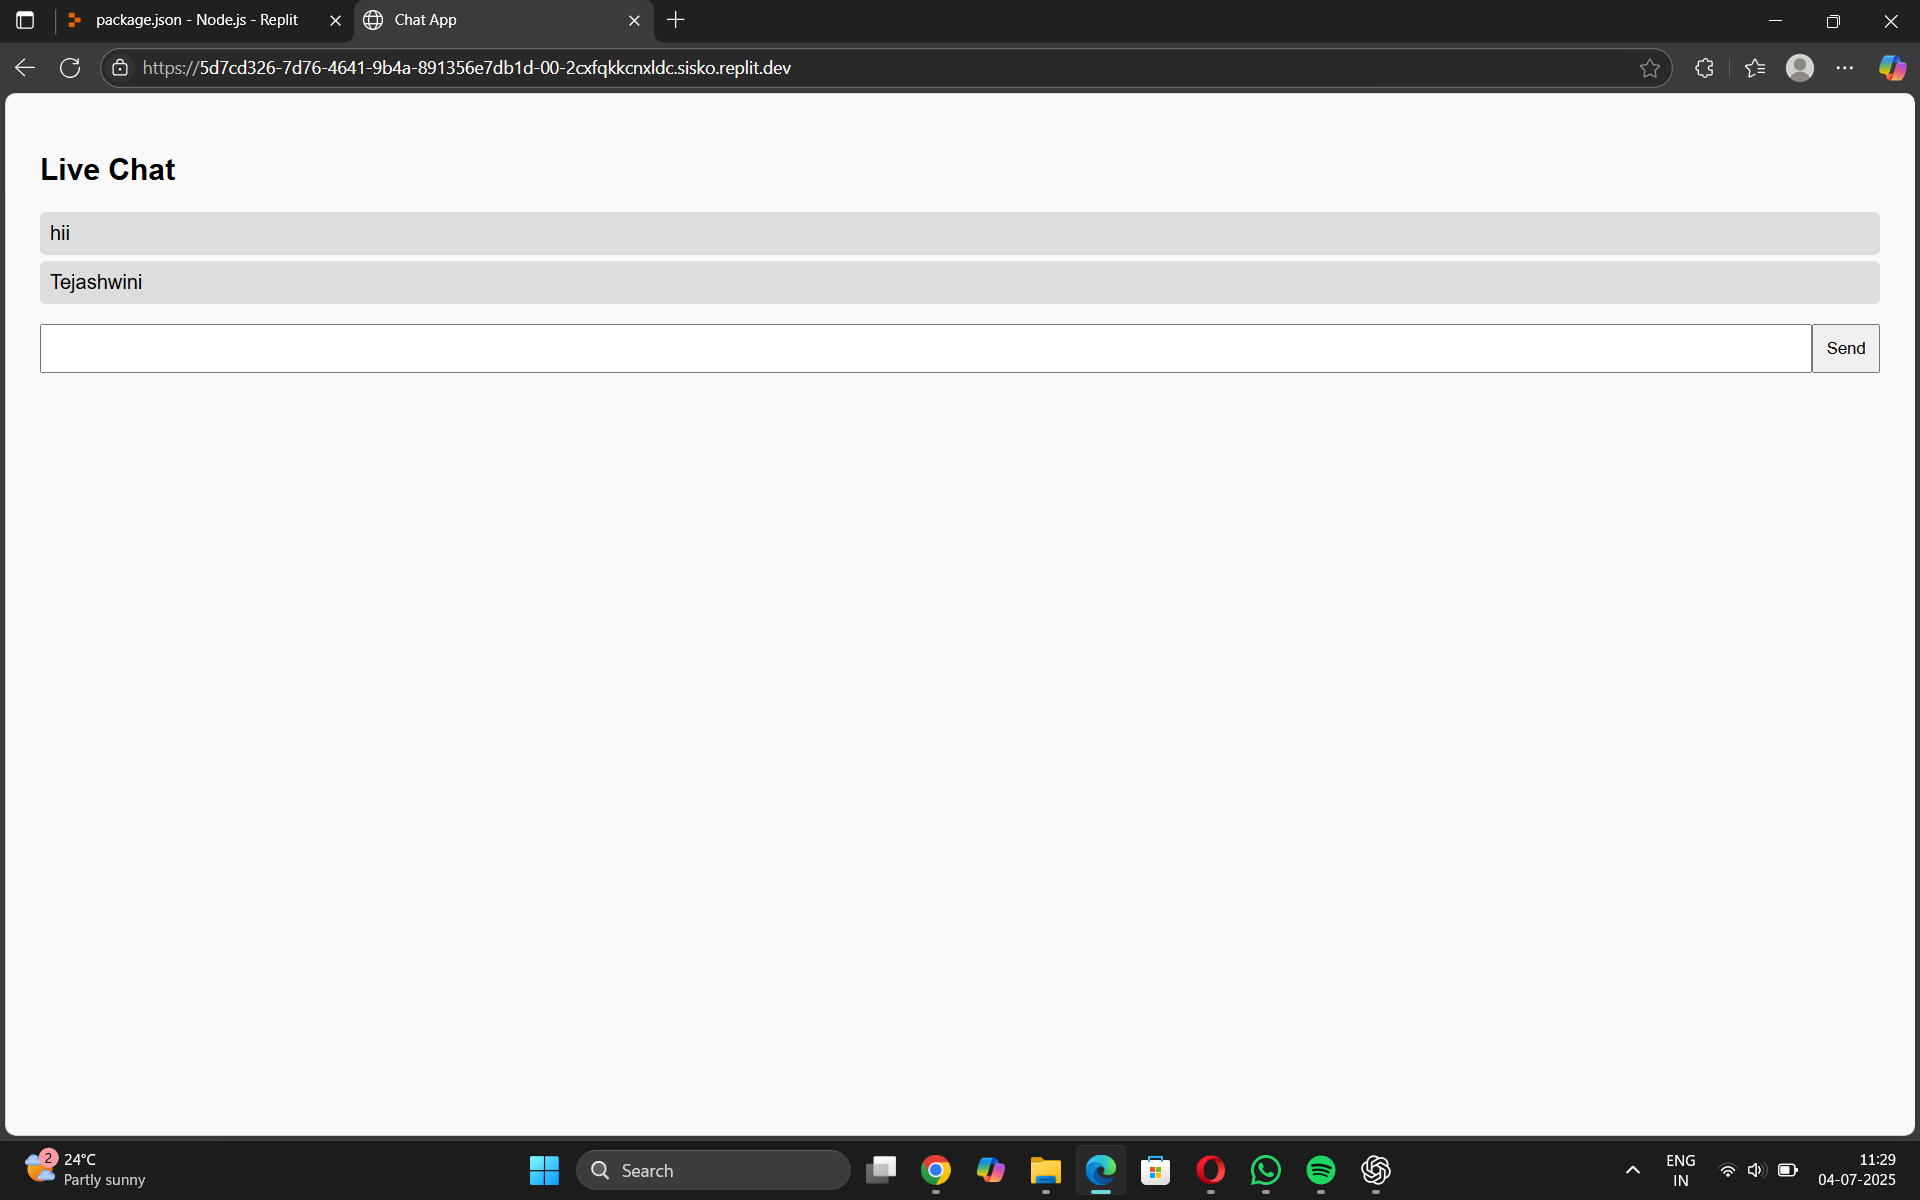 package.json - Node.js - Replit
Chat App
https://5d7cd326-7d76-4641-9b4a-891356e7db1d-00-2cxfqkkcnxldc.sisko.replit.dev
Live Chat
hii
Tejashwini
Send
2
24°C
Partly sunny
Search
ENG
IN
11:29
04-07-2025